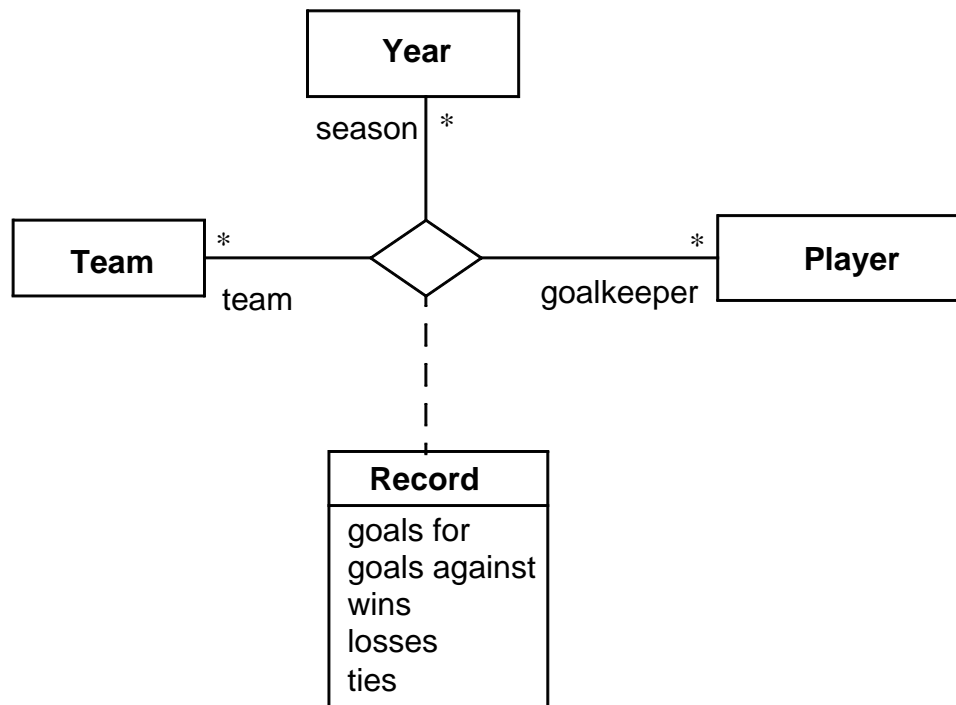 Year
season *
Team
*
team
*
goalkeeper
Player
Record
goals for
goals against
wins
losses
ties